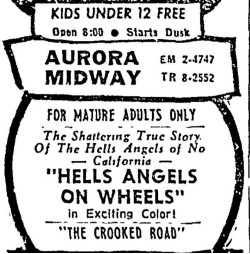 KIDS UNDER 12 FREE
Open 8:00 ● Starts Dusk
AURORA EM 2-4747
MIDWAY TR 8-2552
FOR MATURE ADULTS ONLY
The Shattering True Story
Of The Hells Angels of No
— California —
"HELLS ANGELS
ON WHEELS"
in Exciting Color!
"THE CROOKED ROAD"